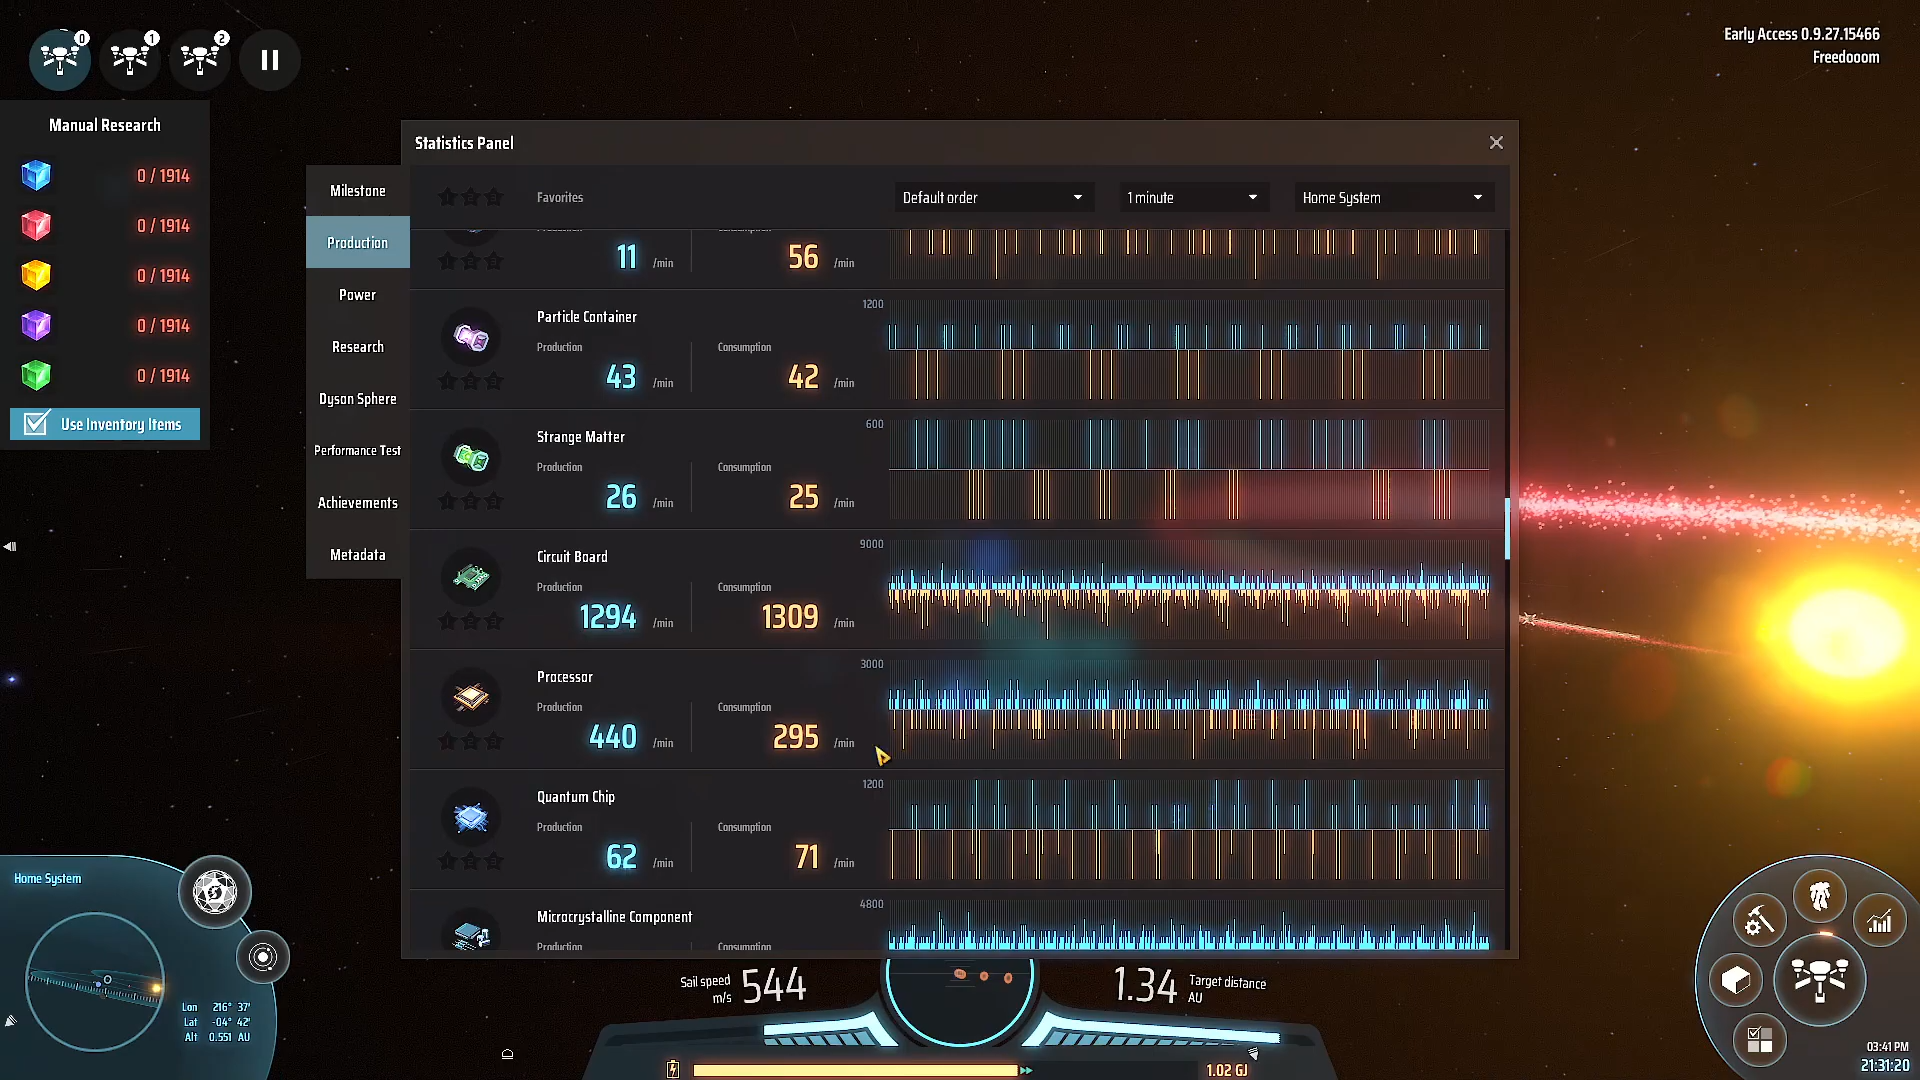 0
1
2
Early Access 0.9.27.15466
Freedooom
Manual Research
0 / 1914
0 / 1914
0 / 1914
0 / 1914
0 / 1914
Use Inventory Items
Statistics Panel
Milestone
Production
Power
Research
Dyson Sphere
Performance Test
Achievements
Metadata
Favorites
Default order
1 minute
Home System
11 /min
56 /min
Particle Container
1200
Production
Consumption
43 /min
42 /min
Strange Matter
600
Production
Consumption
26 /min
25 /min
Circuit Board
9000
Production
Consumption
1294 /min
1309 /min
Processor
3000
Production
Consumption
440 /min
295 /min
Quantum Chip
1200
Production
Consumption
62 /min
71 /min
Microcrystalline Component
4800
Production
Consumption
Home System
Lon 216° 37'
Lat -04° 42'
Alt 0.551 AU
Sail speed
m/s
544
1.34
Target distance
AU
1.02 GJ
03:41 PM
21:31:20